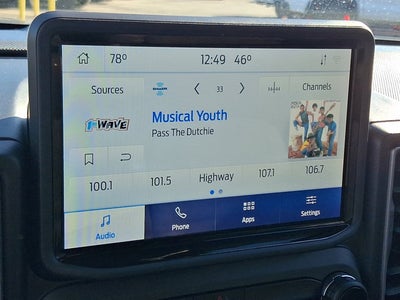 78° 12:49 46°
Sources 33 Channels
1st WAVE
Musical Youth
Pass The Dutchie
100.1 101.5 Highway 107.1 106.7
Audio Phone Apps Settings